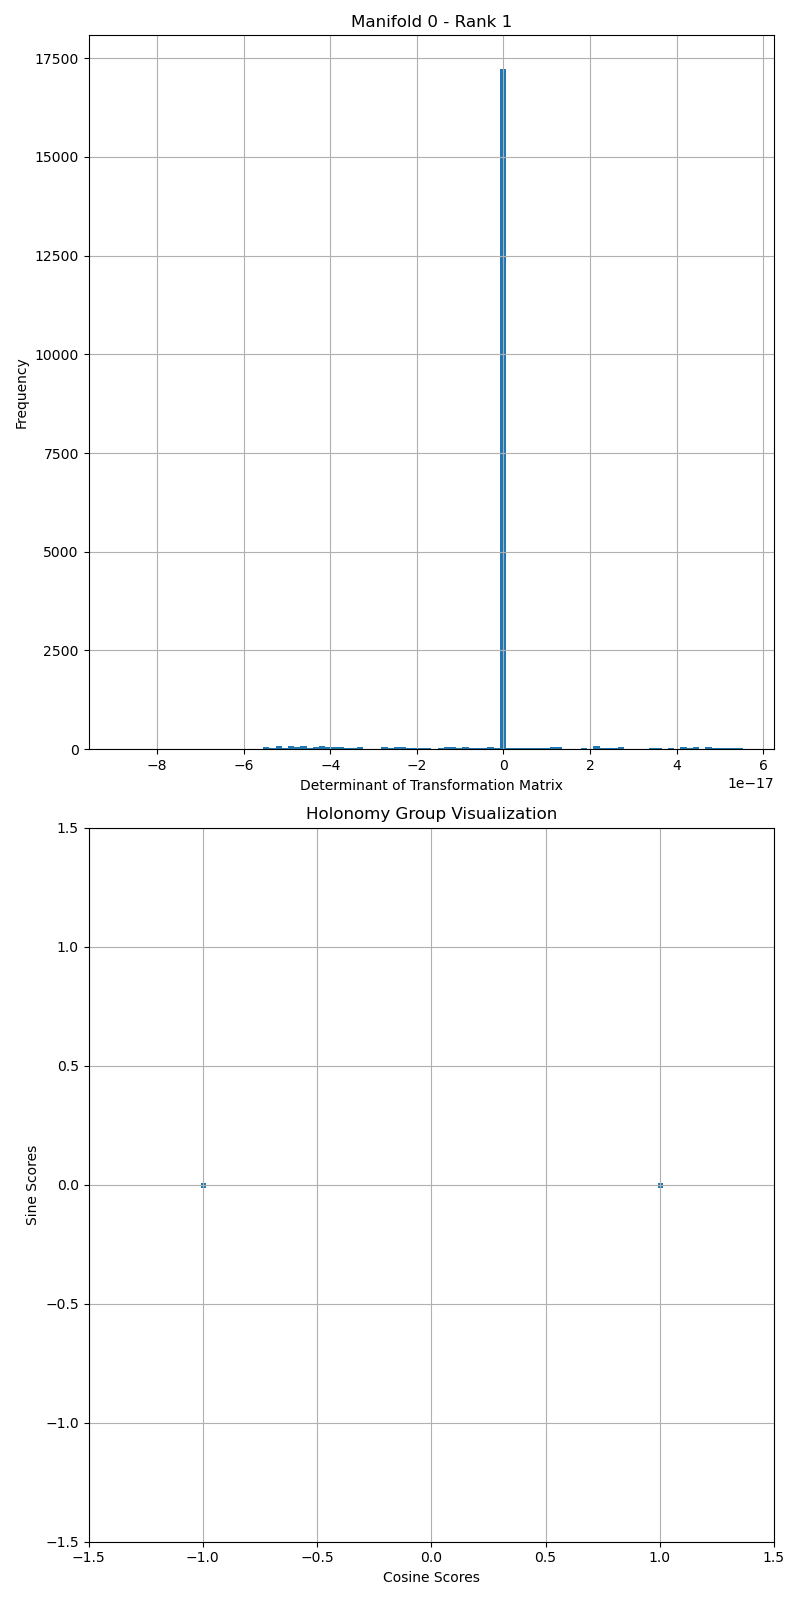 Manifold 0 - Rank 1
17500
15000
12500
10000
7500
5000
2500
0
Frequency
−8 −6 −4 −2 0 2 4 6
1e−17
Determinant of Transformation Matrix
Holonomy Group Visualization
1.5
1.0
0.5
0.0
−0.5
−1.0
−1.5
Sine Scores
−1.5 −1.0 −0.5 0.0 0.5 1.0 1.5
Cosine Scores